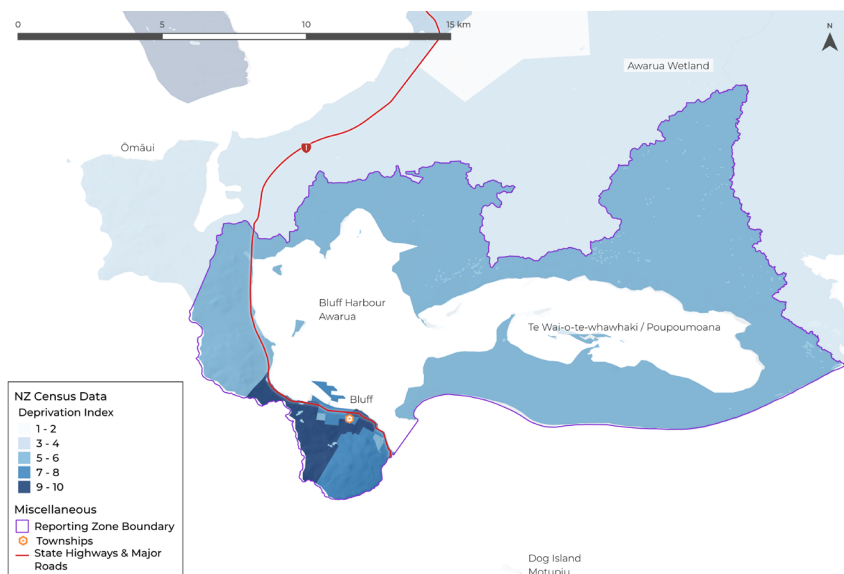 0 5 10 15 km
N
Awarua Wetland
Ōmāui
1
Bluff Harbour
Awarua
Te Wai-o-te-whawhaki / Poupoumoana
Bluff
NZ Census Data
Deprivation Index
1 - 2
3 - 4
5 - 6
7 - 8
9 - 10
Miscellaneous
Reporting Zone Boundary
Townships
State Highways & Major
Roads
Dog Island
Motupiu